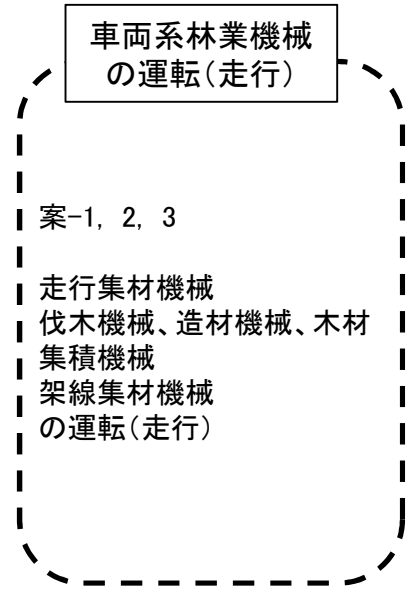 車両系林業機械
の運転(走行)
案-1, 2, 3
走行集材機械
伐木機械、造材機械、木材
集積機械
架線集材機械
の運転(走行)